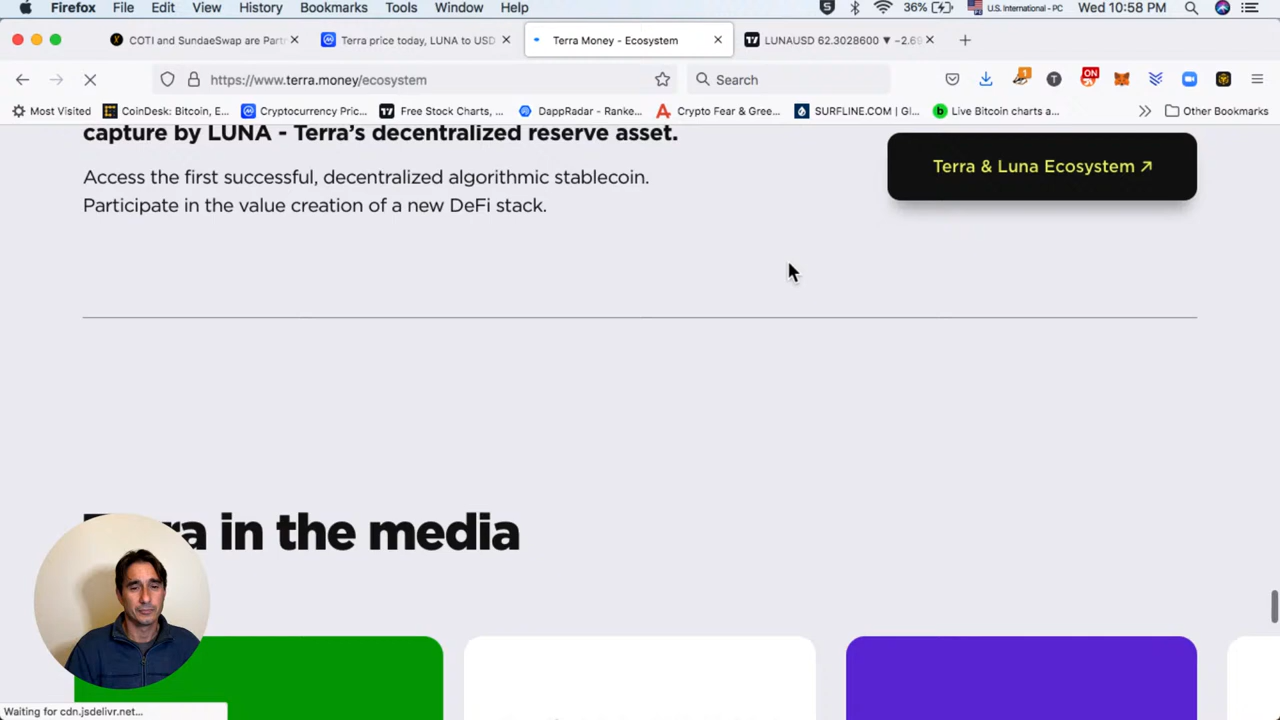 Firefox File Edit View History Bookmarks Tools Window Help 36% U.S. International - PC Wed 10:58 PM
COTI and SundaeSwap are Part
Terra price today, LUNA to USD
Terra Money - Ecosystem
LUNAUSD 62.3028600 ▼ −2.69
https://www.terra.money/ecosystem
Search
1
ON
Most Visited
CoinDesk: Bitcoin, E...
Cryptocurrency Pric...
Free Stock Charts, ...
DappRadar - Ranke...
Crypto Fear & Gree...
SURFLINE.COM | Gl...
Live Bitcoin charts a...
Other Bookmarks
capture by LUNA - Terra’s decentralized reserve asset.
Access the first successful, decentralized algorithmic stablecoin.
Participate in the value creation of a new DeFi stack.
Terra & Luna Ecosystem ↗
in the media
Waiting for cdn.jsdelivr.net...